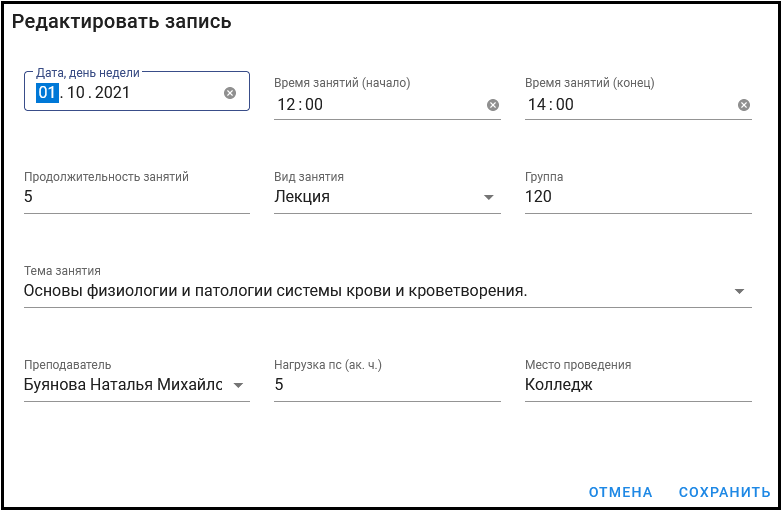 Редактировать запись
Дата, день недели
01.10.2021
Время занятий (начало)
12:00
Время занятий (конец)
14:00
Продолжительность занятий
5
Вид занятия
Лекция
Группа
120
Тема занятия
Основы физиологии и патологии системы крови и кроветворения.
Преподаватель
Буянова Наталья Михайлс
Нагрузка пс (ак. ч.)
5
Место проведения
Колледж
ОТМЕНА
СОХРАНИТЬ